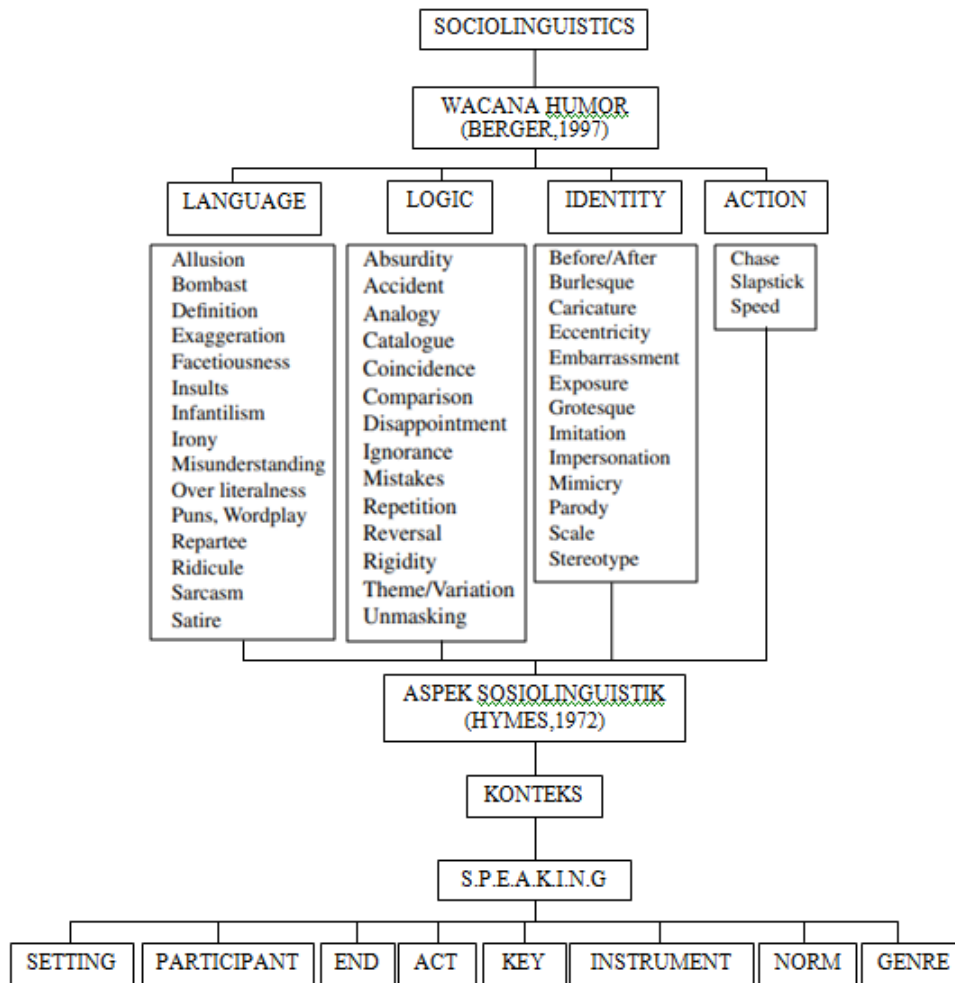 SOCIOLINGUISTICS
WACANA HUMOR
(BERGER,1997)
LANGUAGE
LOGIC
IDENTITY
ACTION
Allusion
Bombast
Definition
Exaggeration
Facetiousness
Insults
Infantilism
Irony
Misunderstanding
Over literalness
Puns, Wordplay
Repartee
Ridicule
Sarcasm
Satire
Absurdity
Accident
Analogy
Catalogue
Coincidence
Comparison
Disappointment
Ignorance
Mistakes
Repetition
Reversal
Rigidity
Theme/Variation
Unmasking
Before/After
Burlesque
Caricature
Eccentricity
Embarrassment
Exposure
Grotesque
Imitation
Impersonation
Mimicry
Parody
Scale
Stereotype
Chase
Slapstick
Speed
ASPEK SOSIOLINGUISTIK
(HYMES,1972)
KONTEKS
S.P.E.A.K.I.N.G
SETTING
PARTICIPANT
END
ACT
KEY
INSTRUMENT
NORM
GENRE